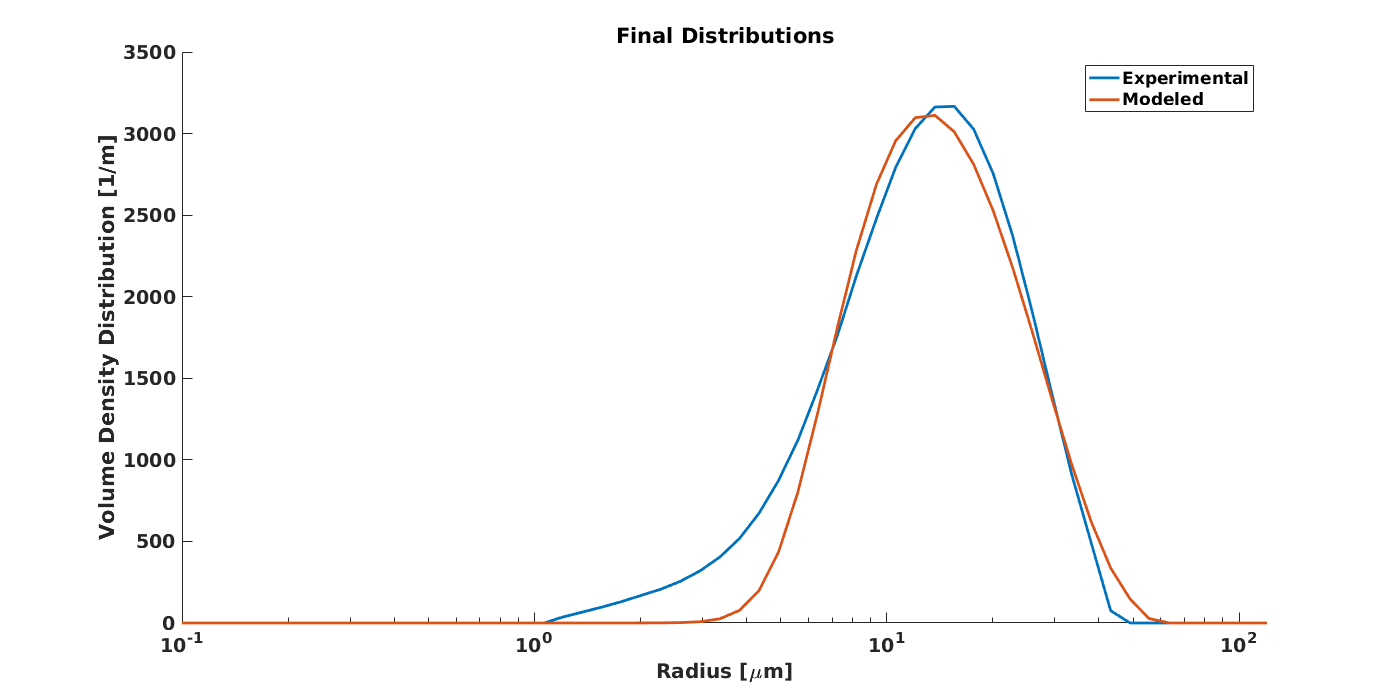 Final Distributions
Experimental
Modeled
Volume Density Distribution [1/m]
3500
3000
2500
2000
1500
1000
500
0
10⁻¹ 10⁰ 10¹ 10²
Radius [μm]